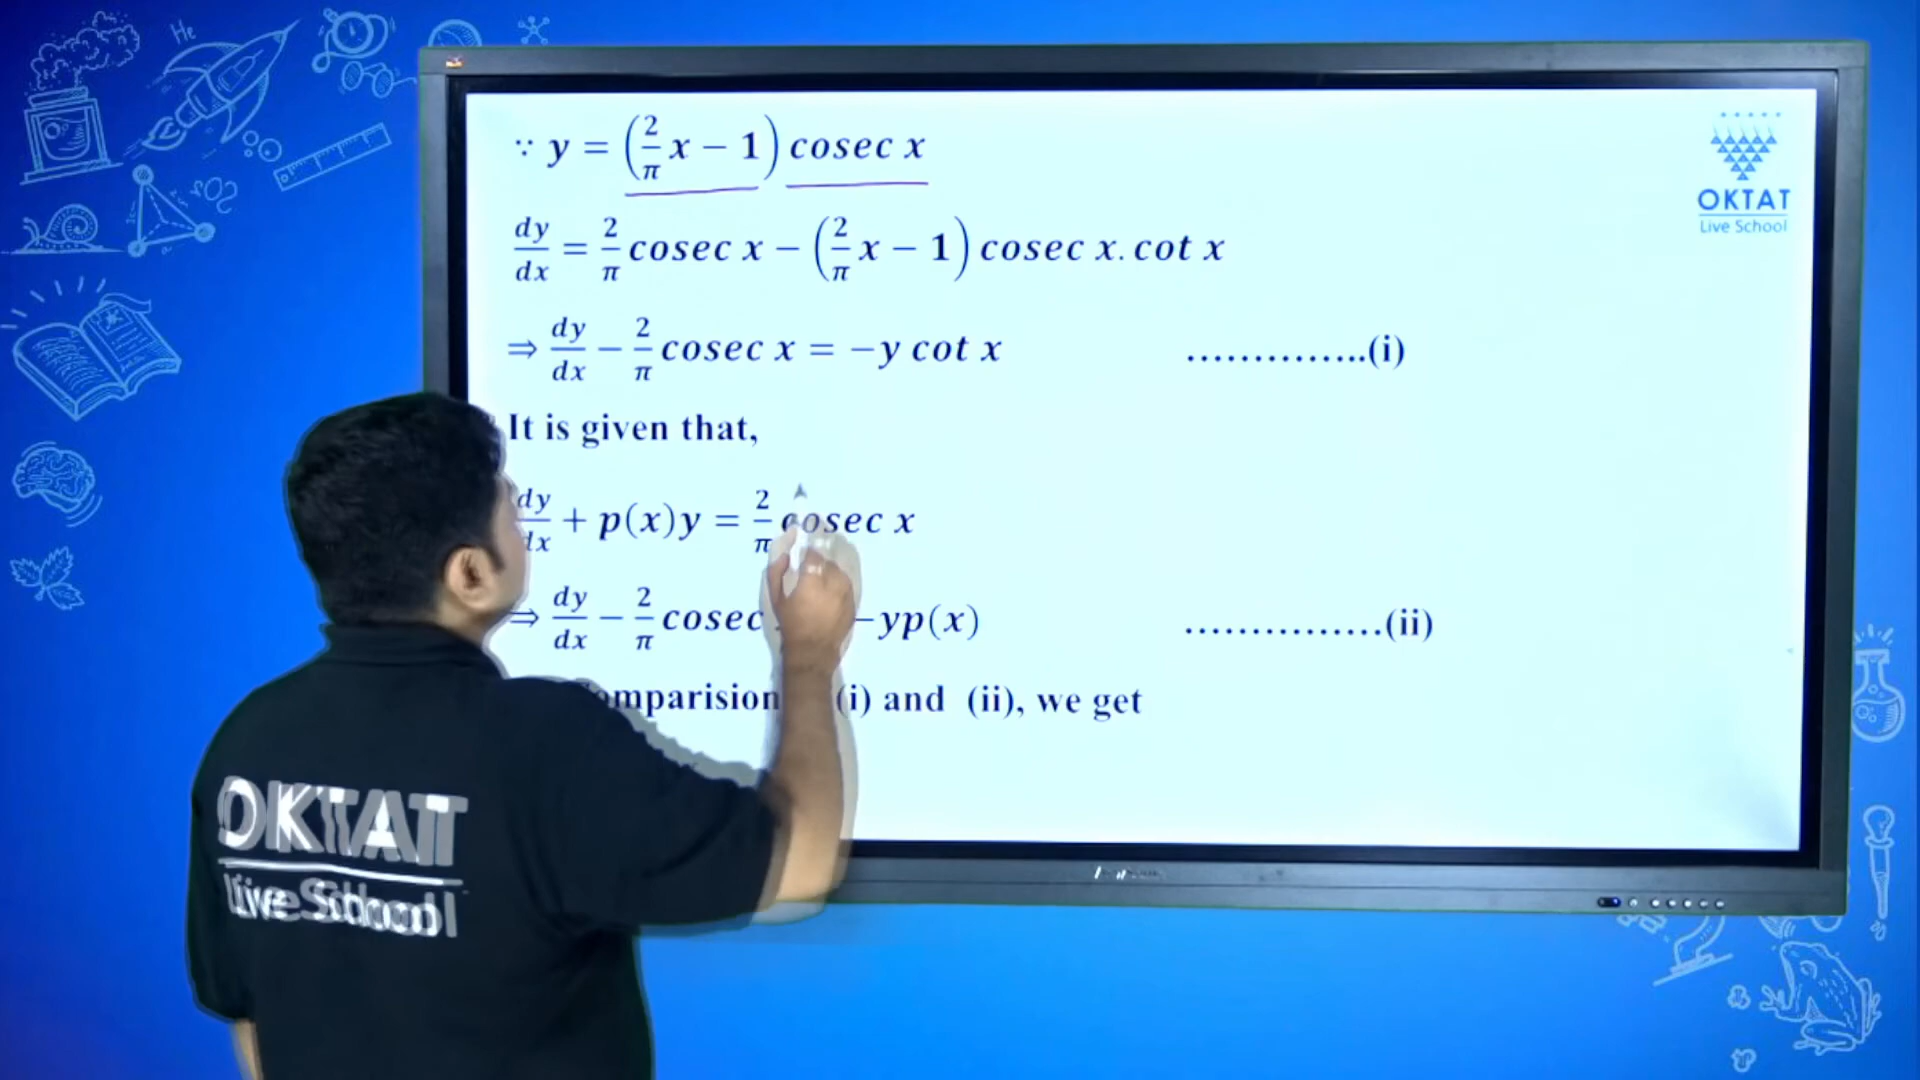 He
∵ y = (2/π x − 1) cosec x
dy/dx = 2/π cosec x − (2/π x − 1) cosec x. cot x
⇒ dy/dx − 2/π cosec x = −y cot x ..............(i)
It is given that,
dy/dx + p(x)y = 2/π cosec x
⇒ dy/dx − 2/π cosec −yp(x) ...............(ii)
(i) and (ii), we get
OKTAT
Live School
OKTAT
Live School